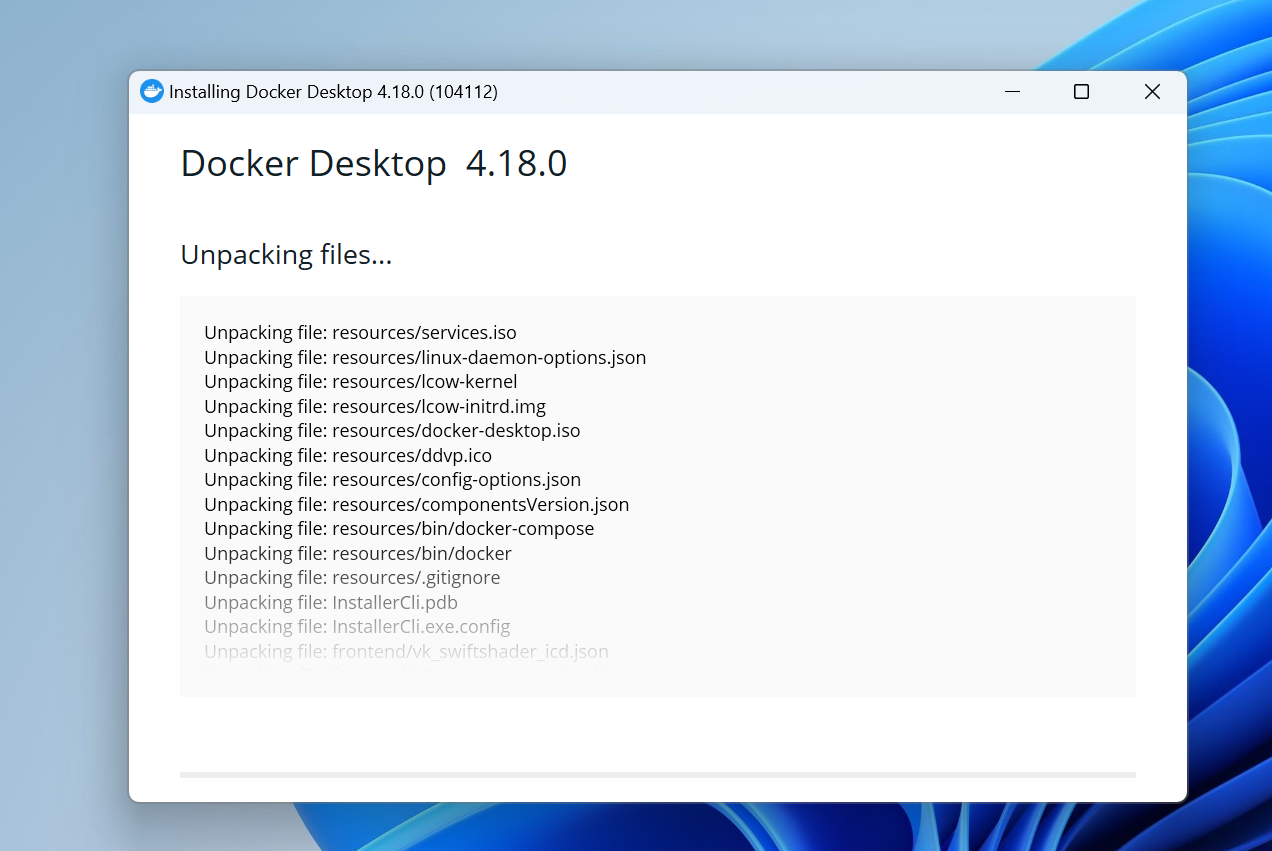 Installing Docker Desktop 4.18.0 (104112)
Docker Desktop 4.18.0
Unpacking files...
Unpacking file: resources/services.iso
Unpacking file: resources/linux-daemon-options.json
Unpacking file: resources/lcow-kernel
Unpacking file: resources/lcow-initrd.img
Unpacking file: resources/docker-desktop.iso
Unpacking file: resources/ddvp.ico
Unpacking file: resources/config-options.json
Unpacking file: resources/componentsVersion.json
Unpacking file: resources/bin/docker-compose
Unpacking file: resources/bin/docker
Unpacking file: resources/.gitignore
Unpacking file: InstallerCli.pdb
Unpacking file: InstallerCli.exe.config
Unpacking file: frontend/vk_swiftshader_icd.json